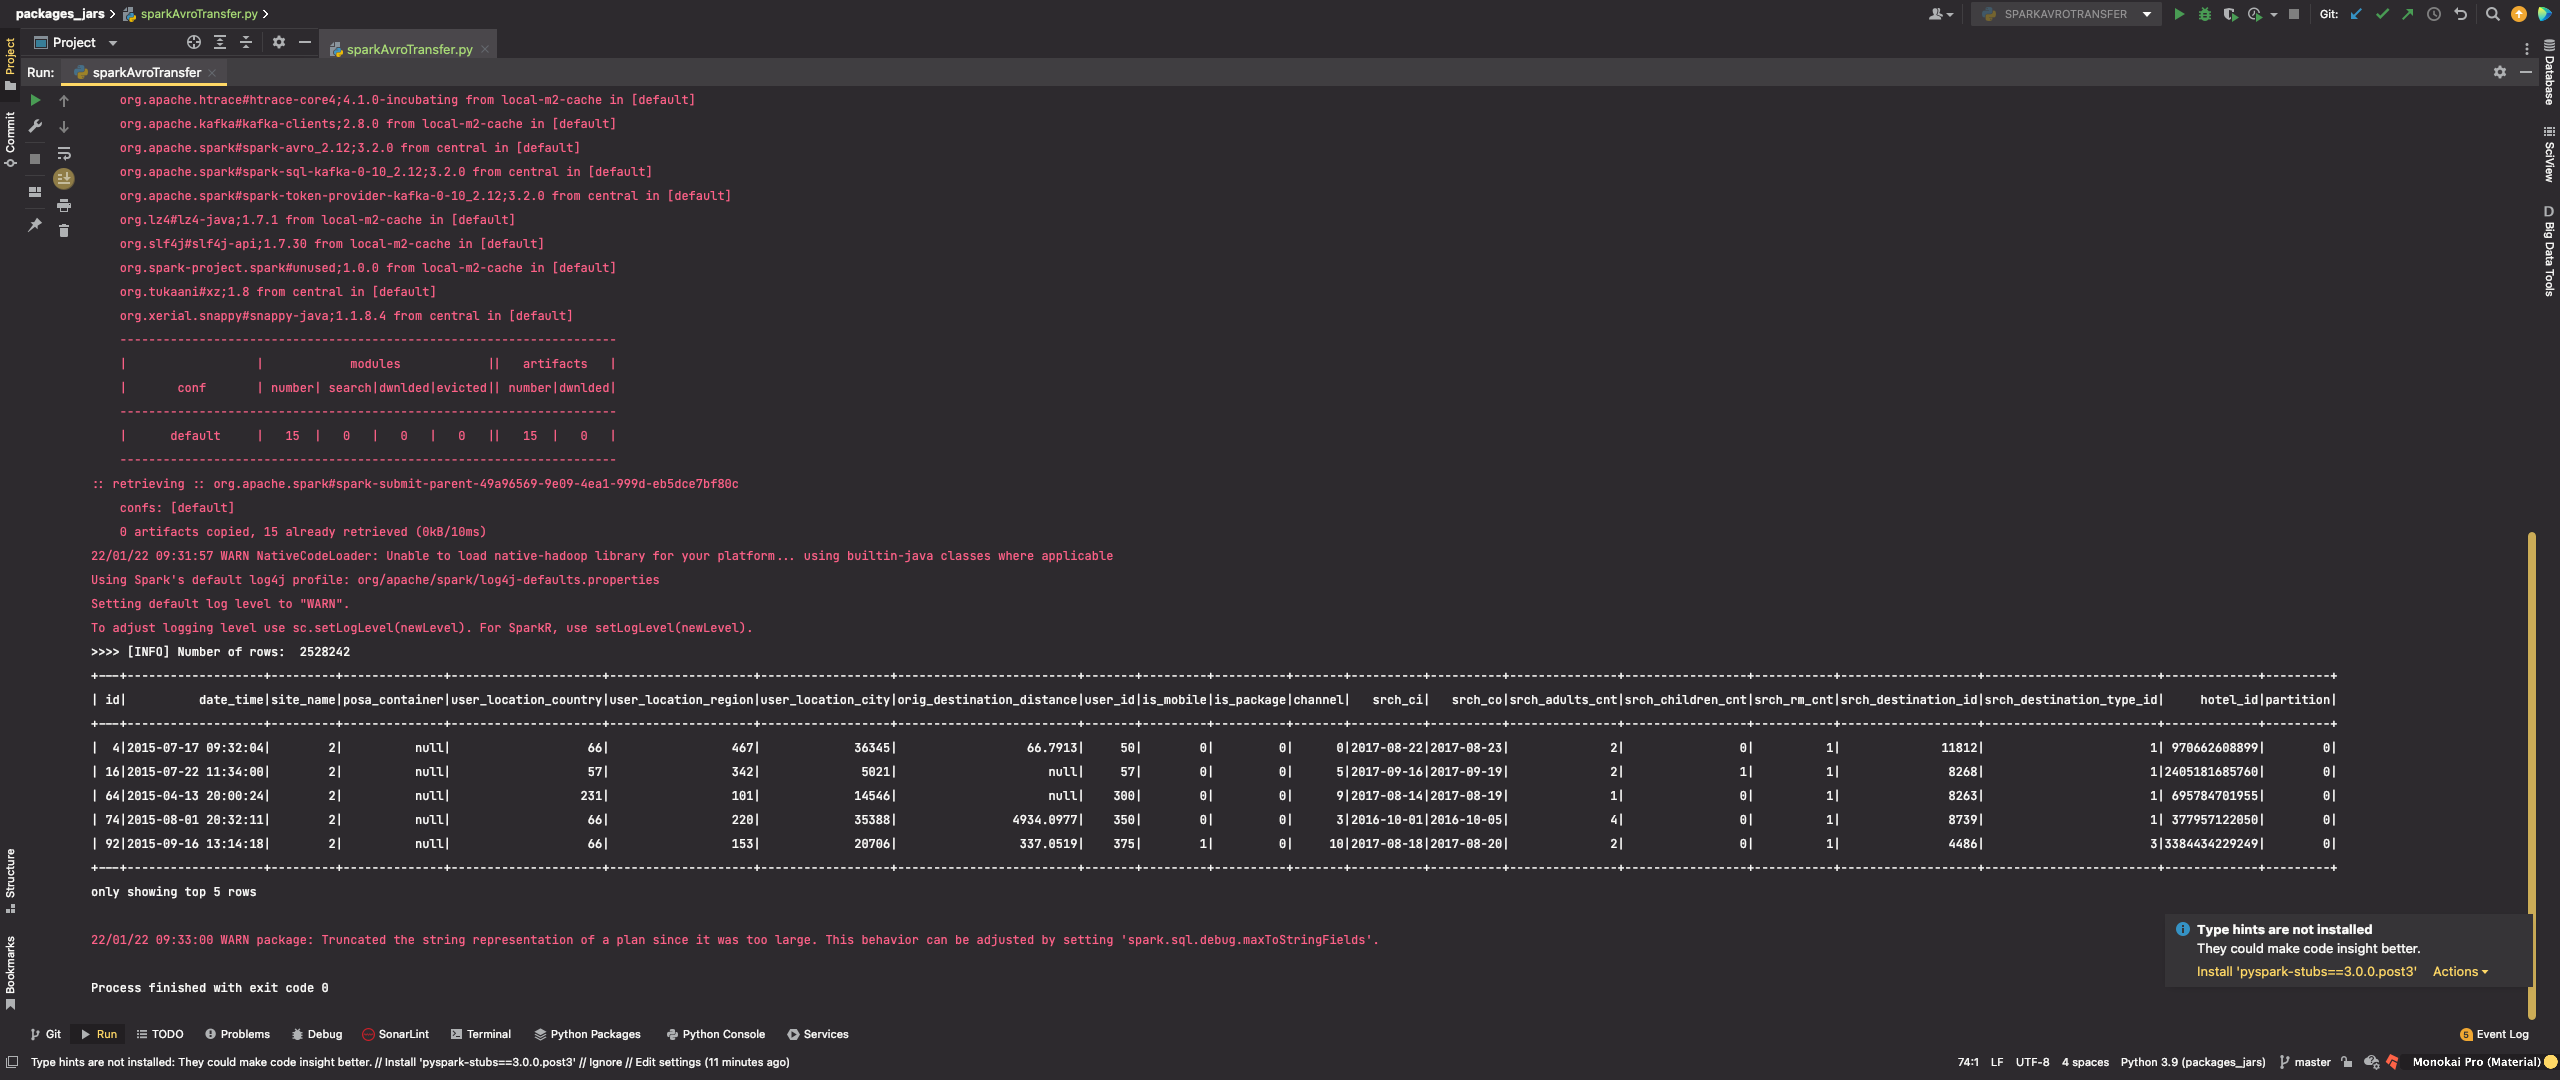 packages_jars
sparkAvroTransfer.py
SPARKAVROTRANSFER
Git:
Project
sparkAvroTransfer.py
Run:
sparkAvroTransfer
Project
Commit
Structure
Bookmarks
Database
SciView
D Big Data Tools
org.apache.htrace#htrace-core4;4.1.0-incubating from local-m2-cache in [default]
org.apache.kafka#kafka-clients;2.8.0 from local-m2-cache in [default]
org.apache.spark#spark-avro_2.12;3.2.0 from central in [default]
org.apache.spark#spark-sql-kafka-0-10_2.12;3.2.0 from central in [default]
org.apache.spark#spark-token-provider-kafka-0-10_2.12;3.2.0 from central in [default]
org.lz4#lz4-java;1.7.1 from local-m2-cache in [default]
org.slf4j#slf4j-api;1.7.30 from local-m2-cache in [default]
org.spark-project.spark#unused;1.0.0 from local-m2-cache in [default]
org.tukaani#xz;1.8 from central in [default]
org.xerial.snappy#snappy-java;1.1.8.4 from central in [default]
---------------------------------------------------------------------
|                  |            modules            ||   artifacts   |
|       conf       | number| search|dwnlded|evicted|| number|dwnlded|
---------------------------------------------------------------------
|      default     |   15  |   0   |   0   |   0   ||   15  |   0   |
---------------------------------------------------------------------
:: retrieving :: org.apache.spark#spark-submit-parent-49a96569-9e09-4ea1-999d-eb5dce7bf80c
confs: [default]
0 artifacts copied, 15 already retrieved (0kB/10ms)
22/01/22 09:31:57 WARN NativeCodeLoader: Unable to load native-hadoop library for your platform... using builtin-java classes where applicable
Using Spark's default log4j profile: org/apache/spark/log4j-defaults.properties
Setting default log level to "WARN".
To adjust logging level use sc.setLogLevel(newLevel). For SparkR, use setLogLevel(newLevel).
>>>> [INFO] Number of rows:  2528242
+---+-------------------+---------+--------------+---------------------+--------------------+------------------+-------------------------+-------+---------+----------+-------+----------+----------+---------------+-----------------+-----------+-------------------+------------------------+-------------+---------+
| id|          date_time|site_name|posa_container|user_location_country|user_location_region|user_location_city|orig_destination_distance|user_id|is_mobile|is_package|channel|   srch_ci|   srch_co|srch_adults_cnt|srch_children_cnt|srch_rm_cnt|srch_destination_id|srch_destination_type_id|     hotel_id|partition|
+---+-------------------+---------+--------------+---------------------+--------------------+------------------+-------------------------+-------+---------+----------+-------+----------+----------+---------------+-----------------+-----------+-------------------+------------------------+-------------+---------+
|  4|2015-07-17 09:32:04|        2|          null|                   66|                 467|             36345|                  66.7913|     50|        0|         0|      0|2017-08-22|2017-08-23|              2|                0|          1|              11812|                       1| 970662608899|        0|
| 16|2015-07-22 11:34:00|        2|          null|                   57|                 342|              5021|                     null|     57|        0|         0|      5|2017-09-16|2017-09-19|              2|                1|          1|               8268|                       1|2405181685760|        0|
| 64|2015-04-13 20:00:24|        2|          null|                  231|                 101|             14546|                     null|    300|        0|         0|      9|2017-08-14|2017-08-19|              1|                0|          1|               8263|                       1| 695784701955|        0|
| 74|2015-08-01 20:32:11|        2|          null|                   66|                 220|             35388|                4934.0977|    350|        0|         0|      3|2016-10-01|2016-10-05|              4|                0|          1|               8739|                       1| 377957122050|        0|
| 92|2015-09-16 13:14:18|        2|          null|                   66|                 153|             20706|                 337.0519|    375|        1|         0|     10|2017-08-18|2017-08-20|              2|                0|          1|               4486|                       3|3384434229249|        0|
+---+-------------------+---------+--------------+---------------------+--------------------+------------------+-------------------------+-------+---------+----------+-------+----------+----------+---------------+-----------------+-----------+-------------------+------------------------+-------------+---------+
only showing top 5 rows
22/01/22 09:33:00 WARN package: Truncated the string representation of a plan since it was too large. This behavior can be adjusted by setting 'spark.sql.debug.maxToStringFields'.
Process finished with exit code 0
Type hints are not installed
They could make code insight better.
Install 'pyspark-stubs==3.0.0.post3' Actions
Git Run TODO Problems Debug SonarLint Terminal Python Packages Python Console Services 5 Event Log
Type hints are not installed: They could make code insight better. // Install 'pyspark-stubs==3.0.0.post3' // Ignore // Edit settings (11 minutes ago) 74:1 LF UTF-8 4 spaces Python 3.9 (packages_jars) master Monokai Pro (Material)